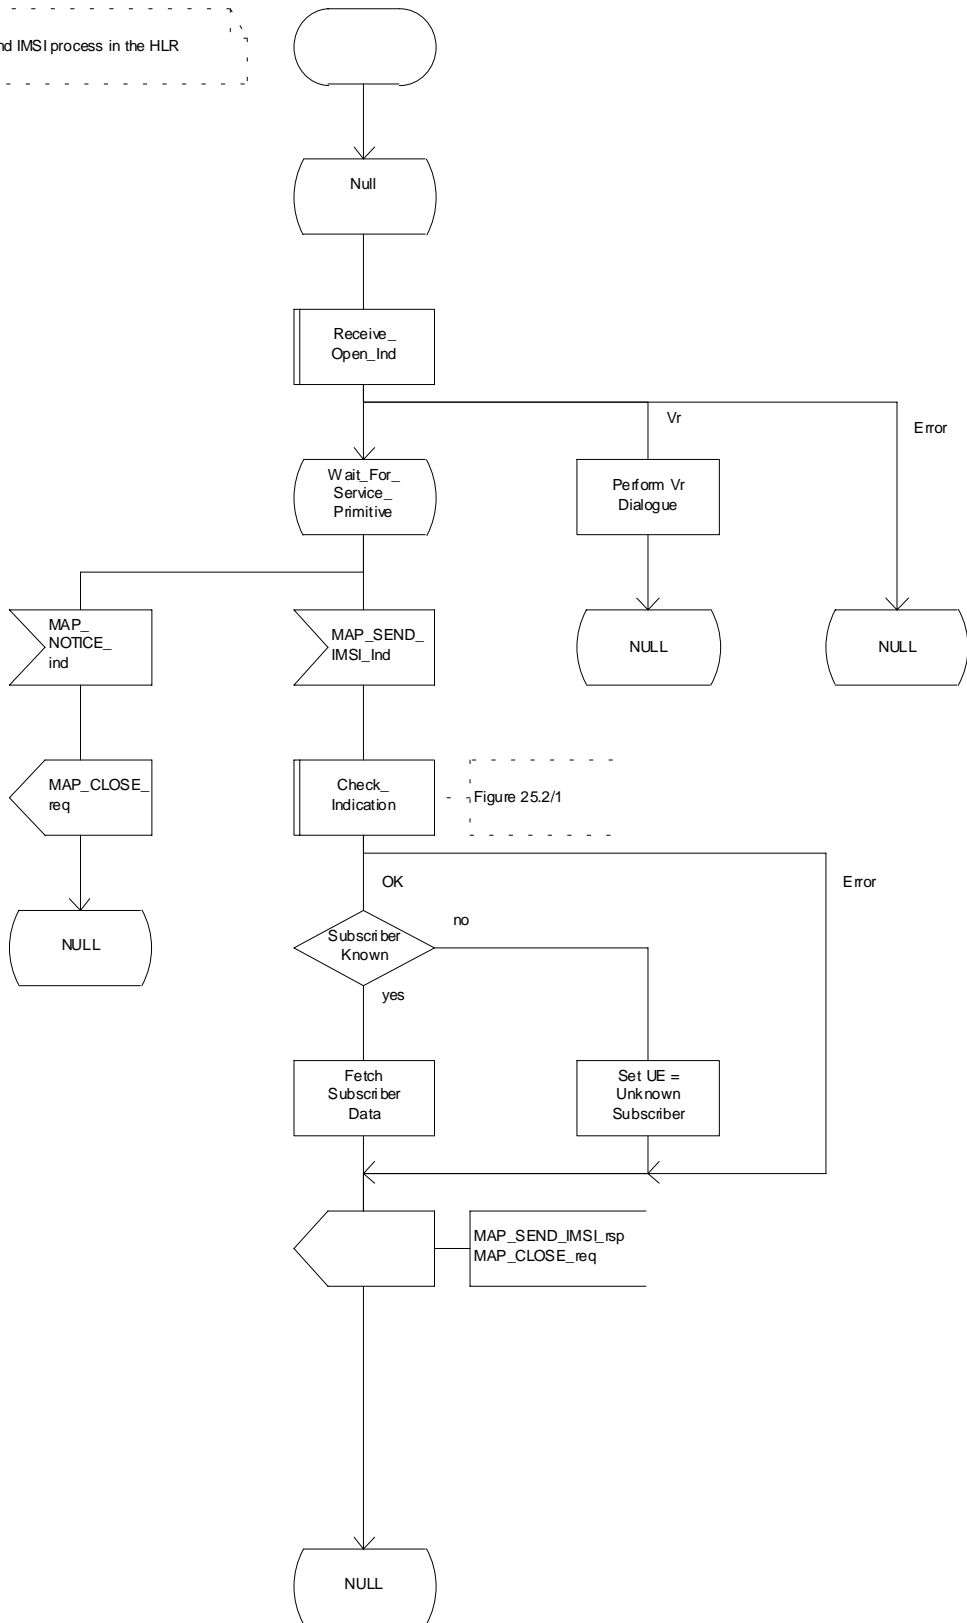 IMSI process in the HLR
Null
Receive_
Open_Ind
Vr
Error
Wait_For_
Service_
Primitive
Perform Vr
Dialogue
MAP_
NOTICE_
ind
MAP_SEND_
IMSI_Ind
NULL
NULL
MAP_CLOSE_
req
Check_
Indication
Figure 25.2/1
OK
Error
NULL
Subscriber
Known
no
yes
Fetch
Subscriber
Data
Set UE =
Unknown
Subscriber
MAP_SEND_IMSI_rsp
MAP_CLOSE_req
NULL